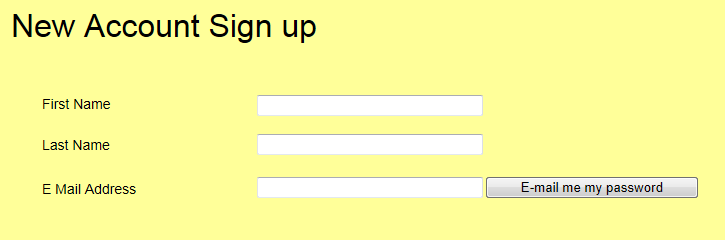 New Account Sign up
First Name
Last Name
E Mail Address
E-mail me my password